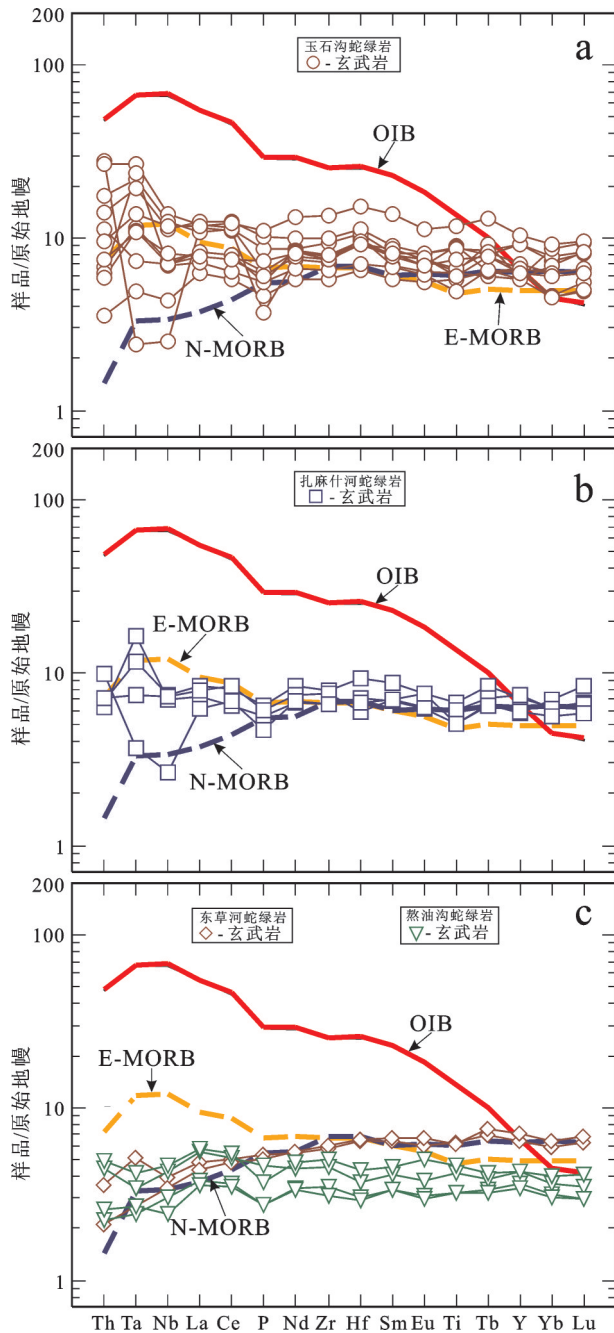 200
a
玉石沟蛇绿岩
-玄武岩
100
OIB
样品/原始地幔
10
N-MORB
E-MORB
1
200
b
扎麻什河蛇绿岩
-玄武岩
100
OIB
E-MORB
样品/原始地幔
10
N-MORB
1
200
c
东草河蛇绿岩
-玄武岩
熬油沟蛇绿岩
-玄武岩
100
OIB
E-MORB
样品/原始地幔
10
N-MORB
1
Th Ta Nb La Ce P Nd Zr Hf Sm Eu Ti Tb Y Yb Lu